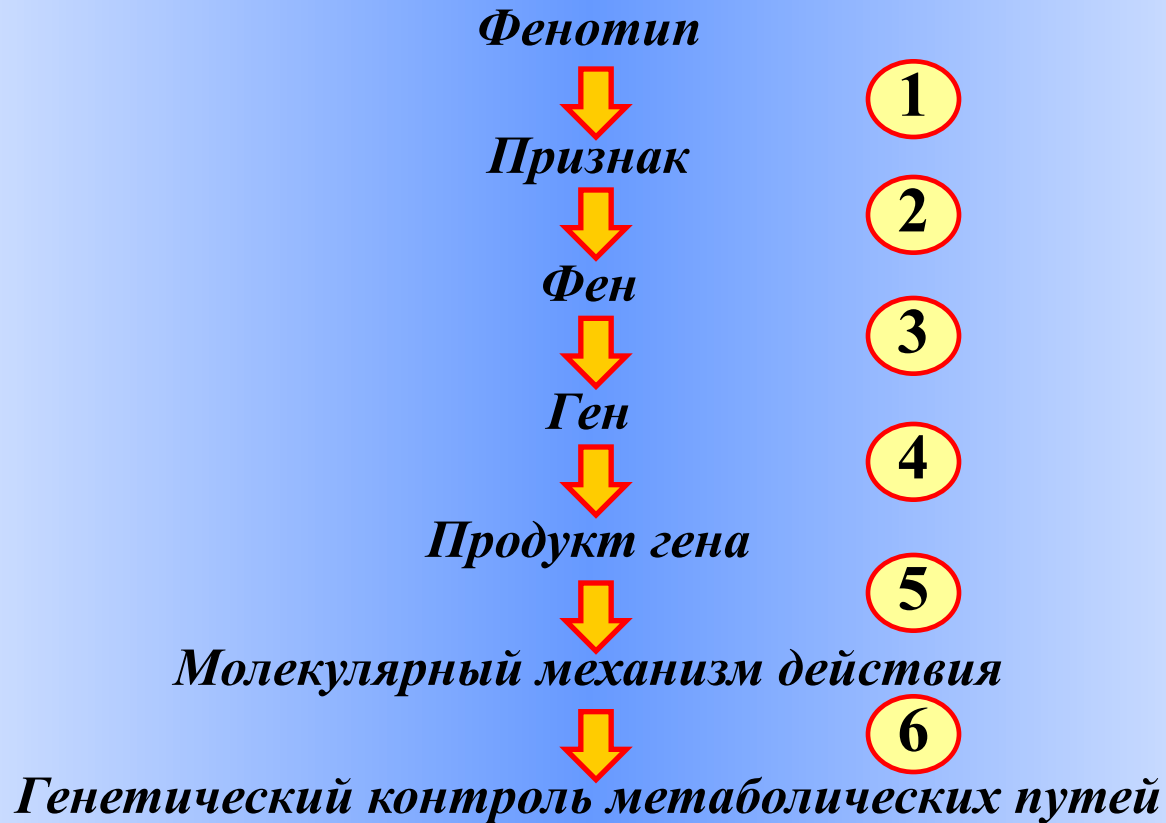 Фенотип
1
Признак
2
Фен
3
Ген
4
Продукт гена
5
Молекулярный механизм действия
6
Генетический контроль метаболических путей